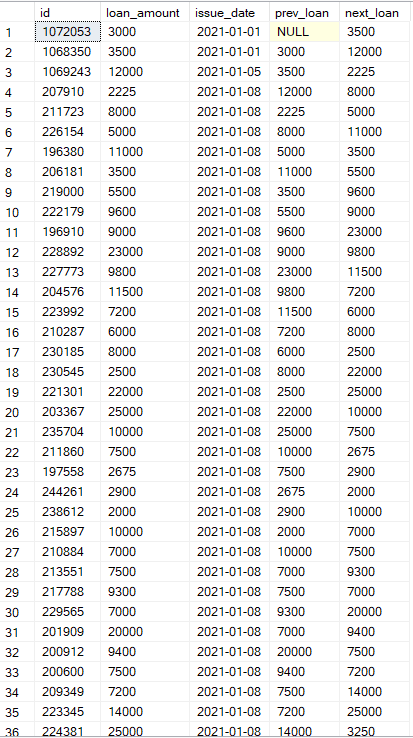 id loan_amount issue_date prev_loan next_loan
1 1072053 3000 2021-01-01 NULL 3500
2 1068350 3500 2021-01-01 3000 12000
3 1069243 12000 2021-01-05 3500 2225
4 207910 2225 2021-01-08 12000 8000
5 211723 8000 2021-01-08 2225 5000
6 226154 5000 2021-01-08 8000 11000
7 196380 11000 2021-01-08 5000 3500
8 206181 3500 2021-01-08 11000 5500
9 219000 5500 2021-01-08 3500 9600
10 222179 9600 2021-01-08 5500 9000
11 196910 9000 2021-01-08 9600 23000
12 228892 23000 2021-01-08 9000 9800
13 227773 9800 2021-01-08 23000 11500
14 204576 11500 2021-01-08 9800 7200
15 223992 7200 2021-01-08 11500 6000
16 210287 6000 2021-01-08 7200 8000
17 230185 8000 2021-01-08 6000 2500
18 230545 2500 2021-01-08 8000 22000
19 221301 22000 2021-01-08 2500 25000
20 203367 25000 2021-01-08 22000 10000
21 235704 10000 2021-01-08 25000 7500
22 211860 7500 2021-01-08 10000 2675
23 197558 2675 2021-01-08 7500 2900
24 244261 2900 2021-01-08 2675 2000
25 238612 2000 2021-01-08 2900 10000
26 215897 10000 2021-01-08 2000 7000
27 210884 7000 2021-01-08 10000 7500
28 213551 7500 2021-01-08 7000 9300
29 217788 9300 2021-01-08 7500 7000
30 229565 7000 2021-01-08 9300 20000
31 201909 20000 2021-01-08 7000 9400
32 200912 9400 2021-01-08 20000 7500
33 200600 7500 2021-01-08 9400 7200
34 209349 7200 2021-01-08 7500 14000
35 223345 14000 2021-01-08 7200 25000
36 224381 25000 2021-01-08 14000 3250